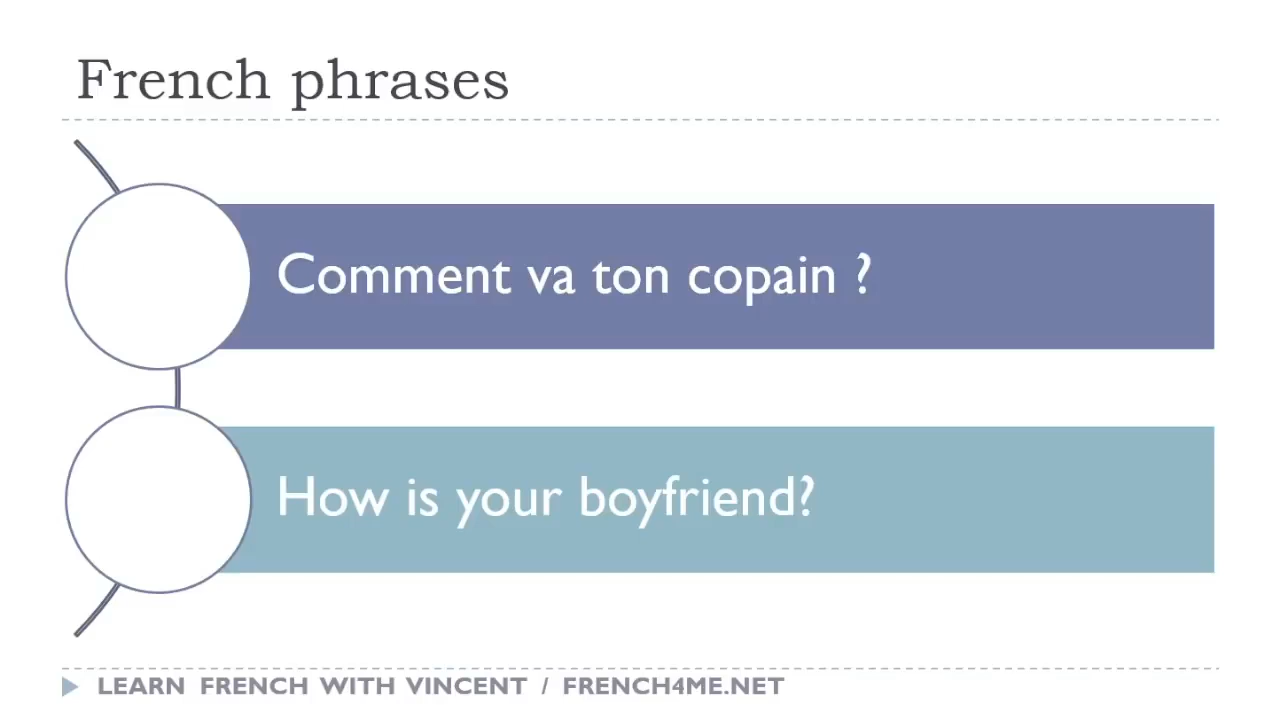 French phrases
Comment va ton copain ?
How is your boyfriend?
LEARN FRENCH WITH VINCENT / FRENCH4ME.NET